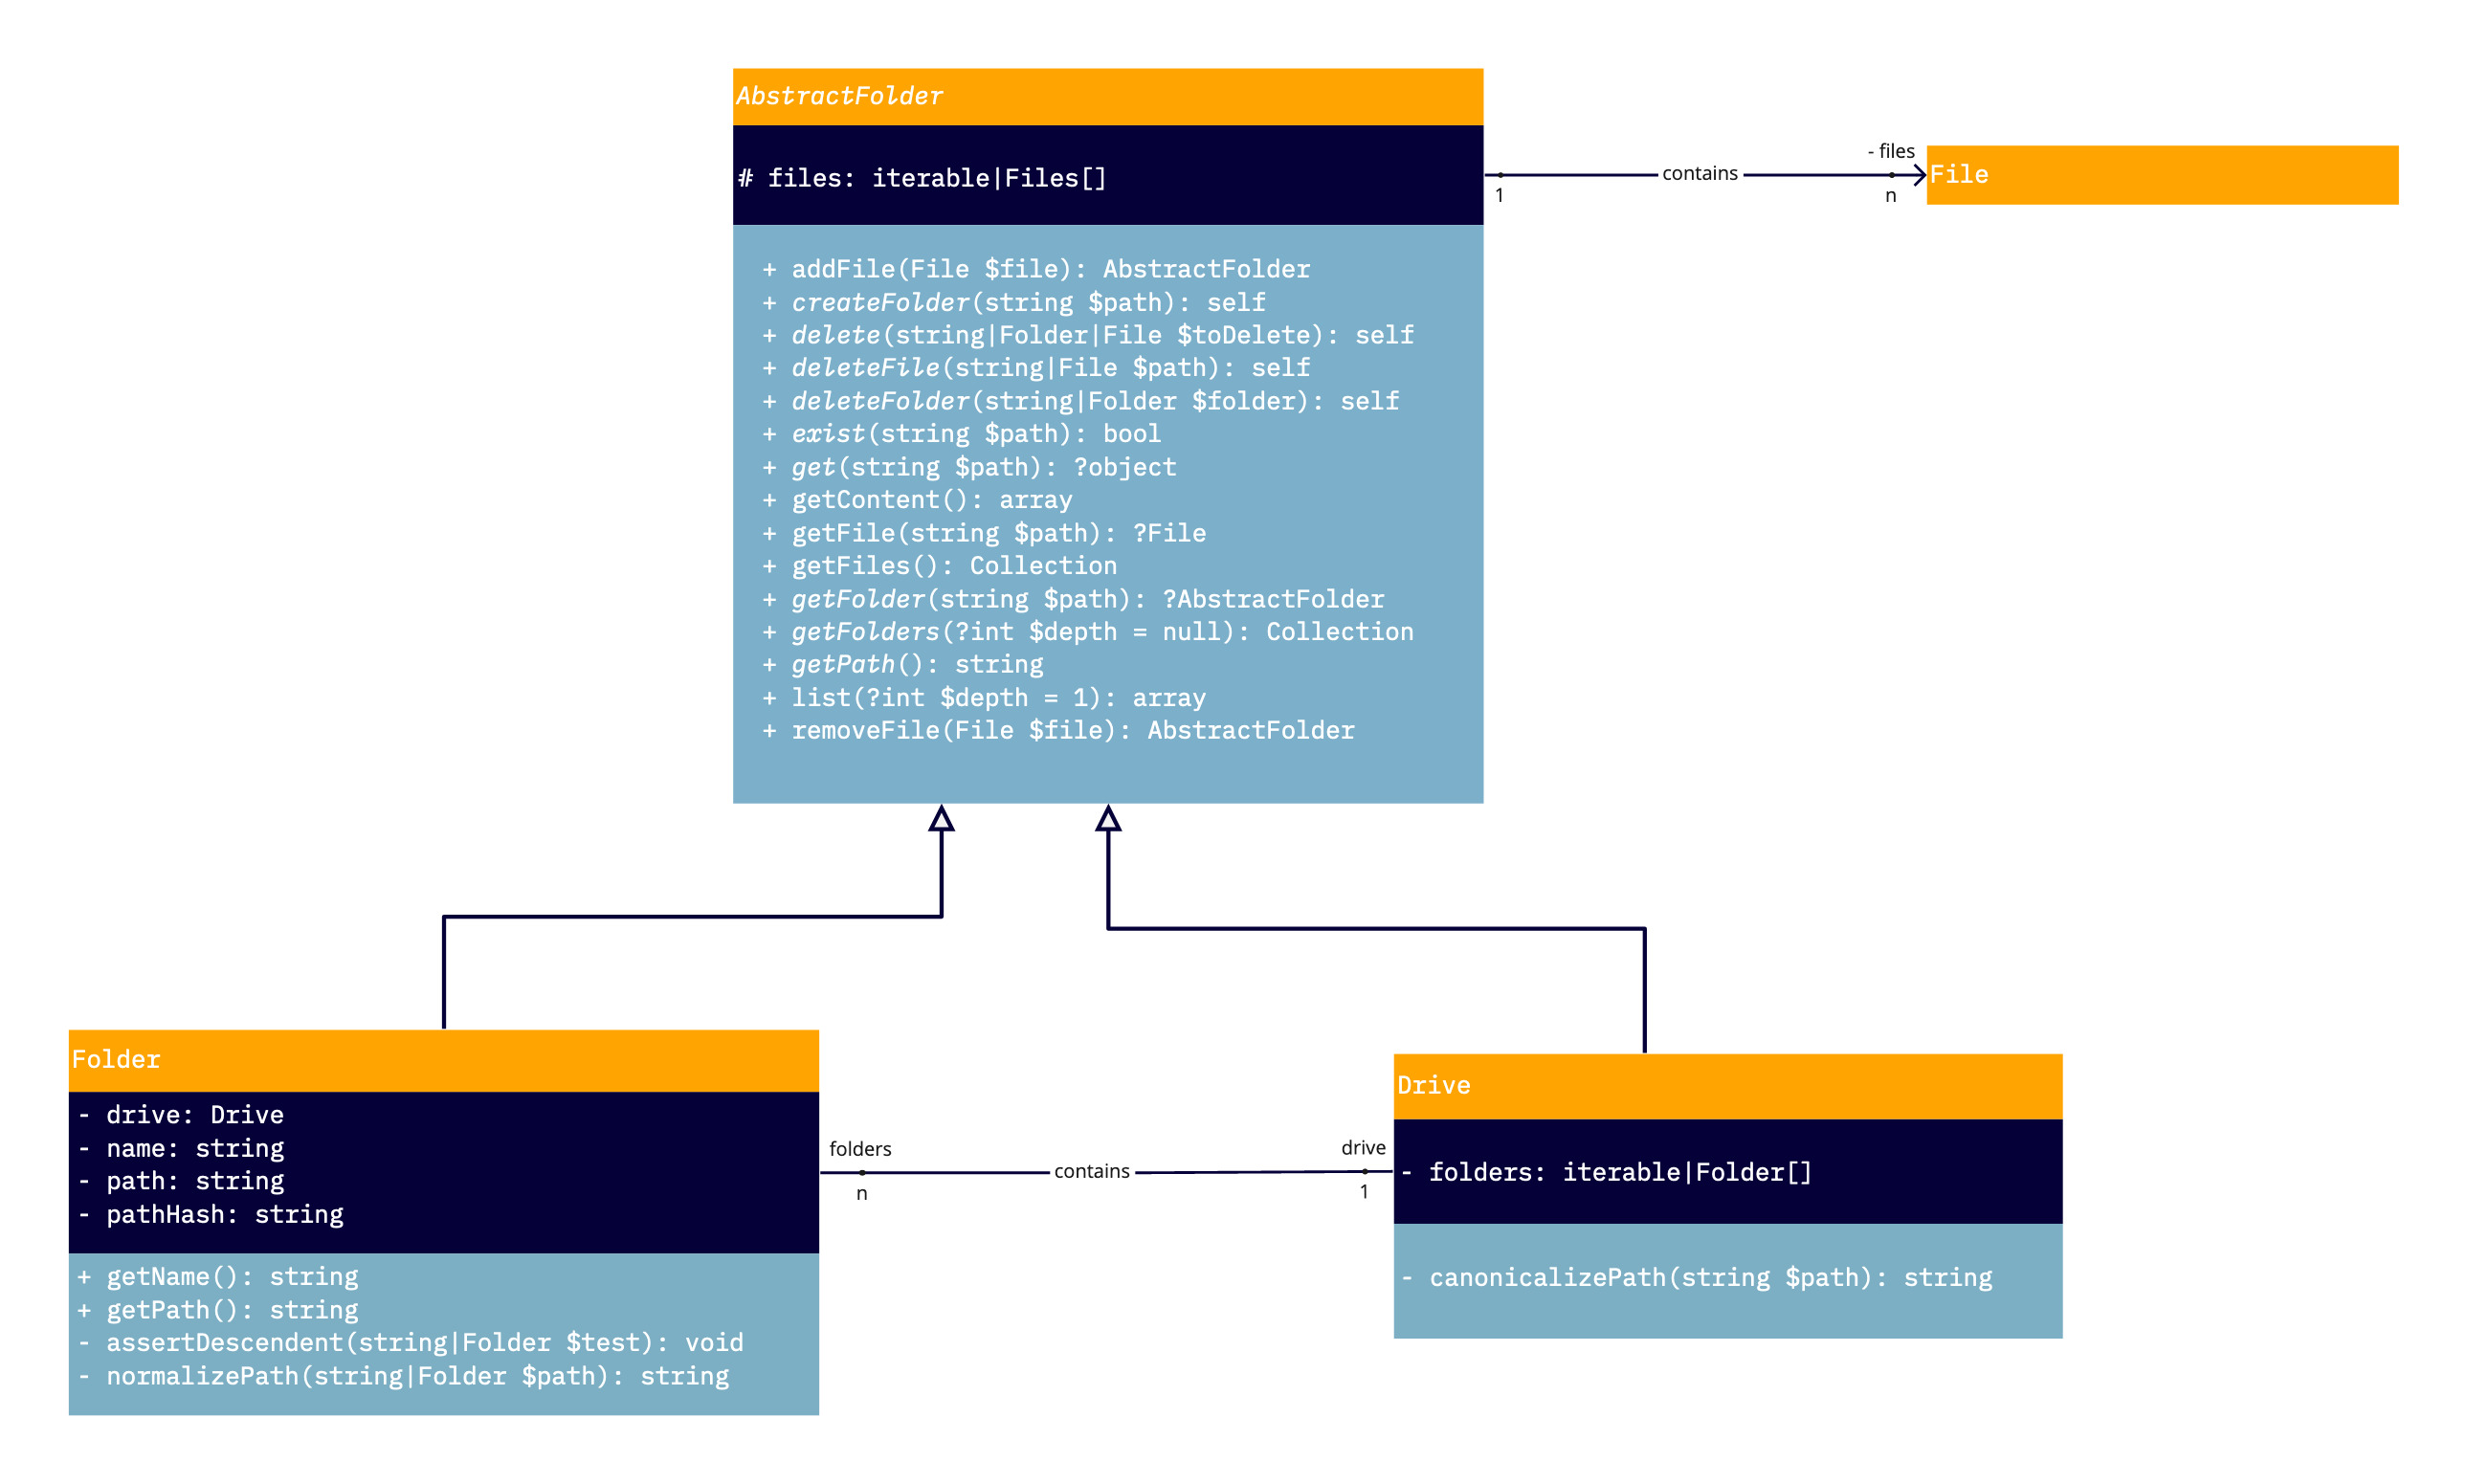 AbstractFolder
# files: iterable|Files[]
+ addFile(File $file): AbstractFolder
+ createFolder(string $path): self
+ delete(string|Folder|File $toDelete): self
+ deleteFile(string|File $path): self
+ deleteFolder(string|Folder $folder): self
+ exist(string $path): bool
+ get(string $path): ?object
+ getContent(): array
+ getFile(string $path): ?File
+ getFiles(): Collection
+ getFolder(string $path): ?AbstractFolder
+ getFolders(?int $depth = null): Collection
+ getPath(): string
+ list(?int $depth = 1): array
+ removeFile(File $file): AbstractFolder
1
contains
- files
n
File
Folder
- drive: Drive
- name: string
- path: string
- pathHash: string
+ getName(): string
+ getPath(): string
- assertDescendent(string|Folder $test): void
- normalizePath(string|Folder $path): string
folders
n
contains
drive
1
Drive
- folders: iterable|Folder[]
- canonicalizePath(string $path): string